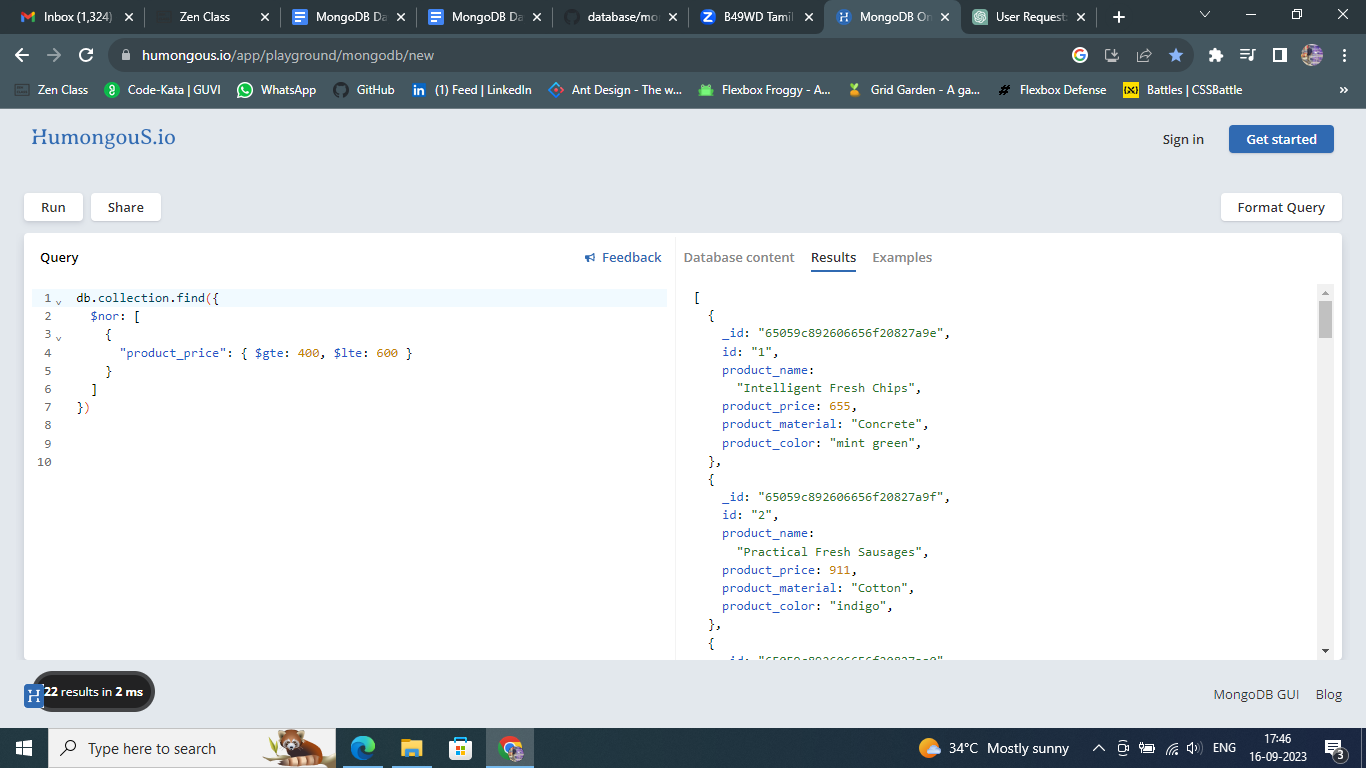 Inbox (1,324)
Zen Class
MongoDB Da
MongoDB Da
database/mo
B49WD Tamil
MongoDB On
User Request
humongous.io/app/playground/mongodb/new
Zen Class
Code-Kata | GUVI
WhatsApp
GitHub
(1) Feed | LinkedIn
Ant Design - The w...
Flexbox Froggy - A...
Grid Garden - A ga...
Flexbox Defense
Battles | CSSBattle
»
HumongouS.io
Sign in
Get started
Run
Share
Format Query
Query
Feedback
Database content
Results
Examples
1 db.collection.find({
2 $nor: [
3 {
4 "product_price": { $gte: 400, $lte: 600 }
5 }
6 ]
7 })
8
9
10
[
{
_id: "65059c892606656f20827a9e",
id: "1",
product_name:
"Intelligent Fresh Chips",
product_price: 655,
product_material: "Concrete",
product_color: "mint green",
},
{
_id: "65059c892606656f20827a9f",
id: "2",
product_name:
"Practical Fresh Sausages",
product_price: 911,
product_material: "Cotton",
product_color: "indigo",
},
{
H
22 results in 2 ms
MongoDB GUI
Blog
Type here to search
34°C Mostly sunny
ENG
17:46
16-09-2023
3